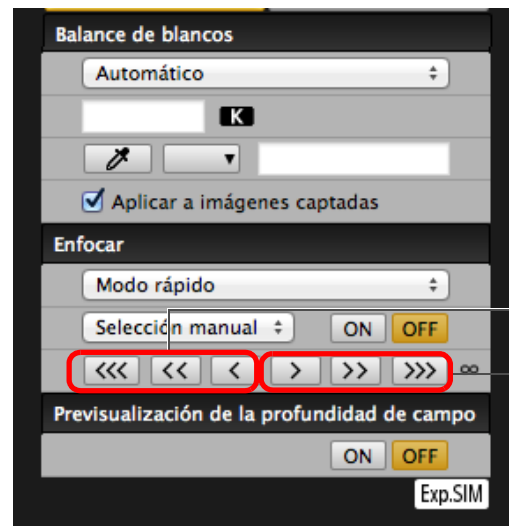 Balance de blancos
Automático
K
Aplicar a imágenes captadas
Enfocar
Modo rápido
Selección manual ON OFF
<<< << < > >> >>> ∞
Previsualización de la profundidad de campo
ON OFF
Exp.SIM